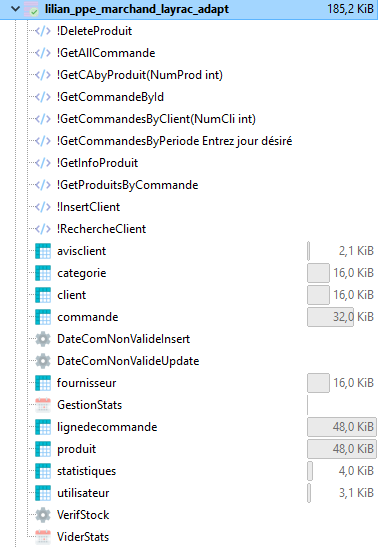 lilian_ppe_marchand_layrac_adapt 185,2 KiB
!DeleteProduit
!GetAllCommande
!GetCAbyProduit(NumProd int)
!GetCommandeById
!GetCommandesByClient(NumCli int)
!GetCommandesByPeriode Entrez jour désiré
!GetInfoProduit
!GetProduitsByCommande
!InsertClient
!RechercheClient
avisclient 2,1 KiB
categorie 16,0 KiB
client 16,0 KiB
commande 32,0 KiB
DateComNonValideInsert
DateComNonValideUpdate
fournisseur 16,0 KiB
GestionStats
lignedecommande 48,0 KiB
produit 48,0 KiB
statistiques 4,0 KiB
utilisateur 3,1 KiB
VerifStock
ViderStats